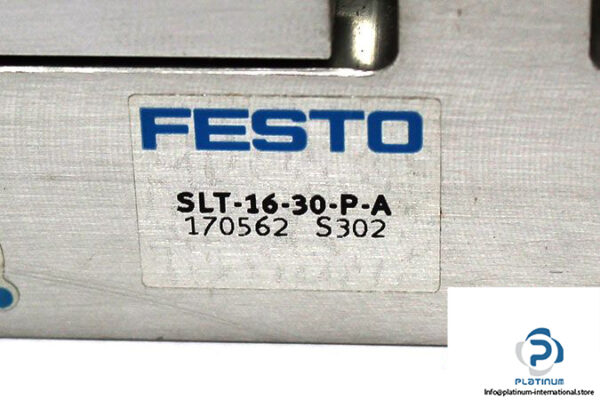 FESTO
SLT-16-30-P-A
170562 S302
PLATINUM
Info@platinum-international.store